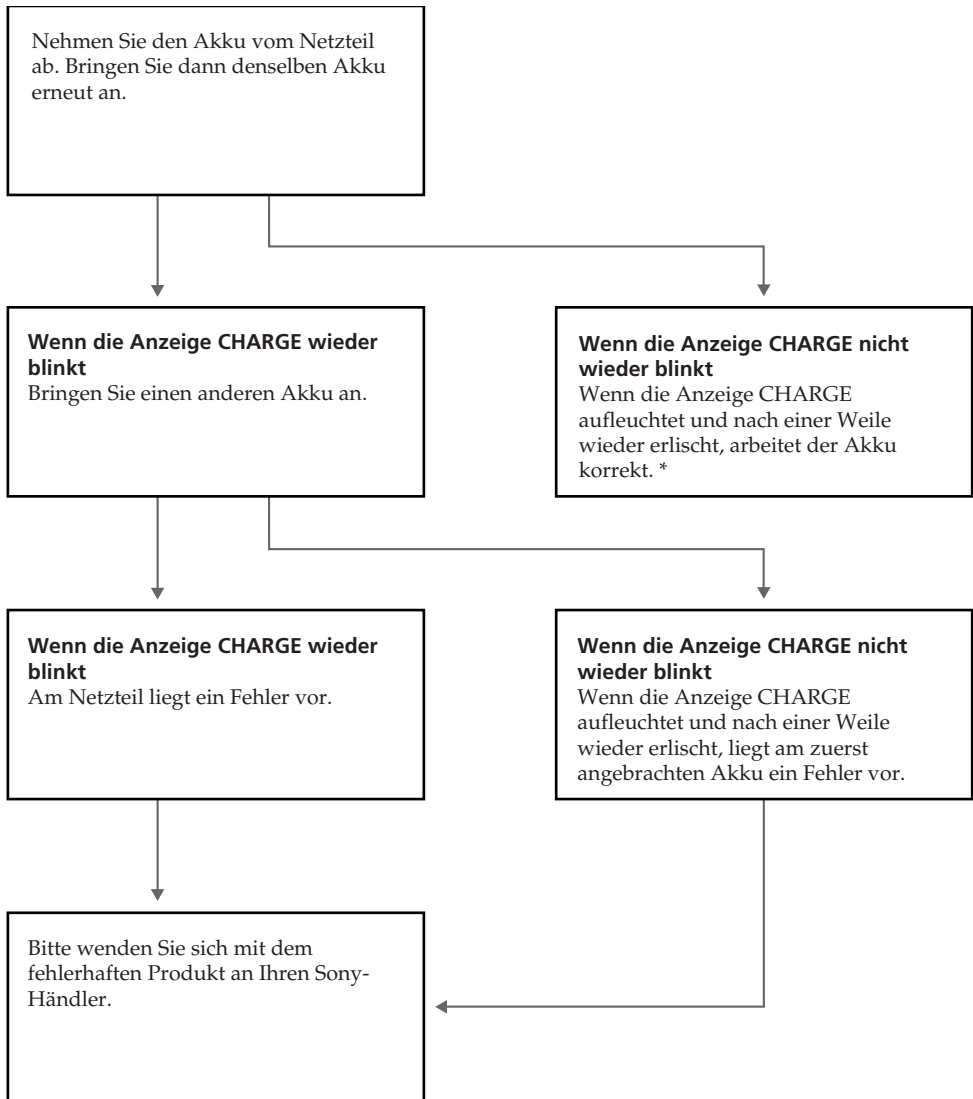 Nehmen Sie den Akku vom Netzteil
ab. Bringen Sie dann denselben Akku
erneut an.
Wenn die Anzeige CHARGE wieder
blinkt
Bringen Sie einen anderen Akku an.
Wenn die Anzeige CHARGE nicht
wieder blinkt
Wenn die Anzeige CHARGE
aufleuchtet und nach einer Weile
wieder erlischt, arbeitet der Akku
korrekt. *
Wenn die Anzeige CHARGE wieder
blinkt
Am Netzteil liegt ein Fehler vor.
Wenn die Anzeige CHARGE nicht
wieder blinkt
Wenn die Anzeige CHARGE
aufleuchtet und nach einer Weile
wieder erlischt, liegt am zuerst
angebrachten Akku ein Fehler vor.
Bitte wenden Sie sich mit dem
fehlerhaften Produkt an Ihren Sony-
Händler.